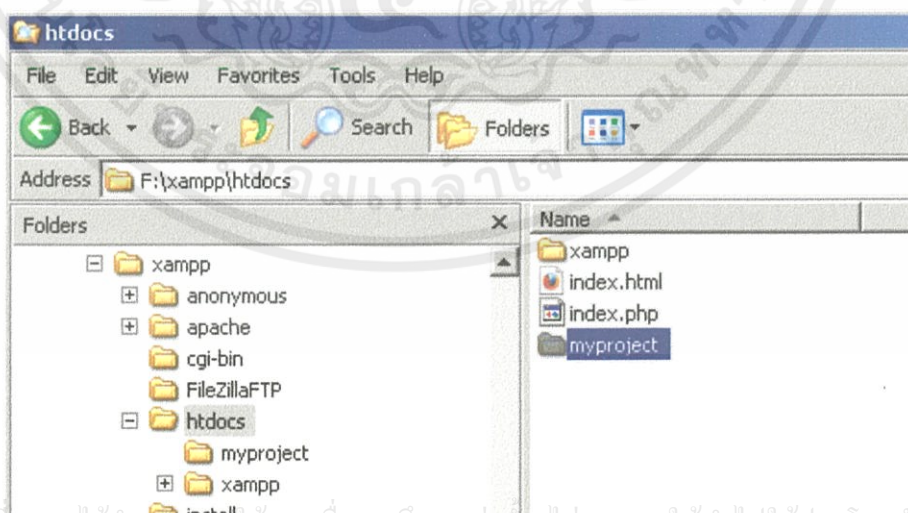 htdocs
File Edit View Favorites Tools Help
Back Search Folders
Address F:\xampp\htdocs
Folders X Name
xampp
anonymous
apache
cgi-bin
FileZillaFTP
htdocs
myproject
xampp
install
xampp
index.html
index.php
myproject